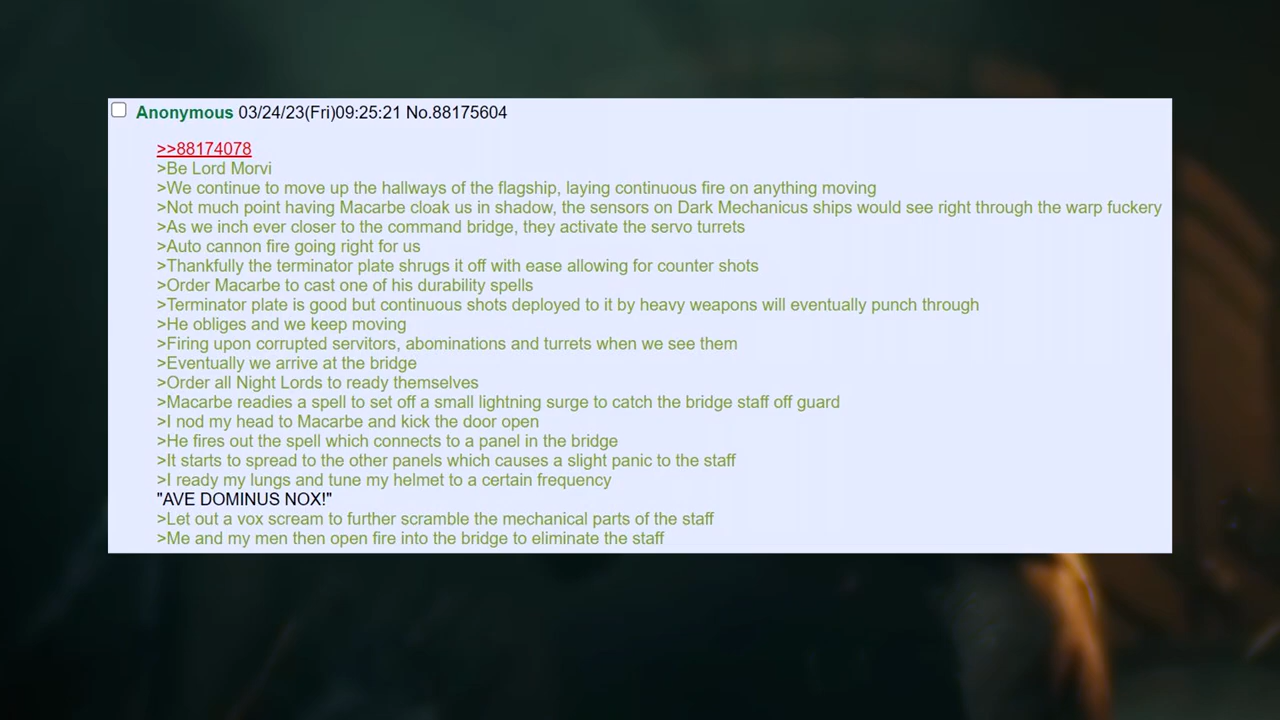 Anonymous 03/24/23(Fri)09:25:21 No.88175604
>>88174078
>Be Lord Morvi
>We continue to move up the hallways of the flagship, laying continuous fire on anything moving
>Not much point having Macarbe cloak us in shadow, the sensors on Dark Mechanicus ships would see right through the warp fuckery
>As we inch ever closer to the command bridge, they activate the servo turrets
>Auto cannon fire going right for us
>Thankfully the terminator plate shrugs it off with ease allowing for counter shots
>Order Macarbe to cast one of his durability spells
>Terminator plate is good but continuous shots deployed to it by heavy weapons will eventually punch through
>He obliges and we keep moving
>Firing upon corrupted servitors, abominations and turrets when we see them
>Eventually we arrive at the bridge
>Order all Night Lords to ready themselves
>Macarbe readies a spell to set off a small lightning surge to catch the bridge staff off guard
>I nod my head to Macarbe and kick the door open
>He fires out the spell which connects to a panel in the bridge
>It starts to spread to the other panels which causes a slight panic to the staff
>I ready my lungs and tune my helmet to a certain frequency
"AVE DOMINUS NOX!"
>Let out a vox scream to further scramble the mechanical parts of the staff
>Me and my men then open fire into the bridge to eliminate the staff